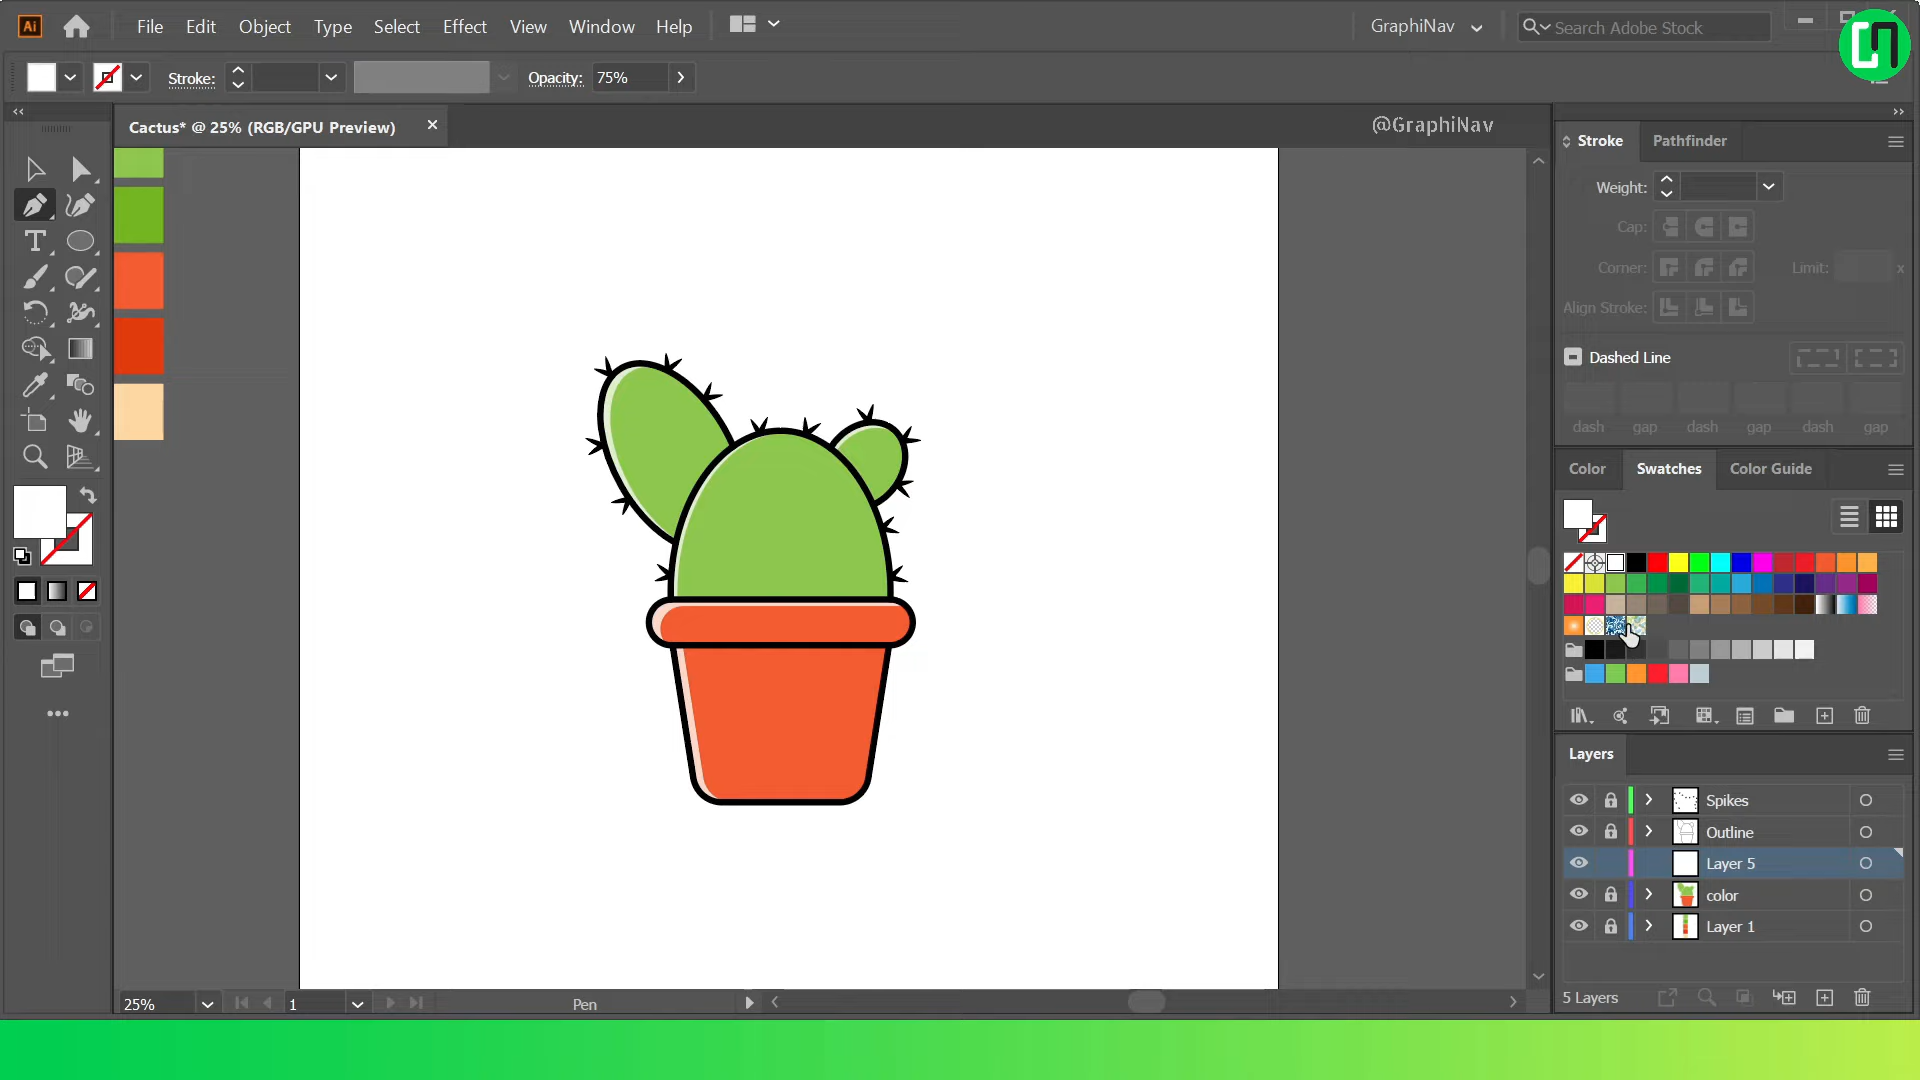 Ai File Edit Object Type Select Effect View Window Help GraphiNav Search Adobe Stock
Stroke: Opacity: 75%
Cactus* @ 25% (RGB/GPU Preview)
@GraphiNav
Stroke Pathfinder
Weight:
Cap:
Corner: Limit: x
Align Stroke:
Dashed Line
dash gap dash gap dash gap
Color Swatches Color Guide
Layers
Spikes
Outline
Layer 5
color
Layer 1
5 Layers
25% 1 Pen